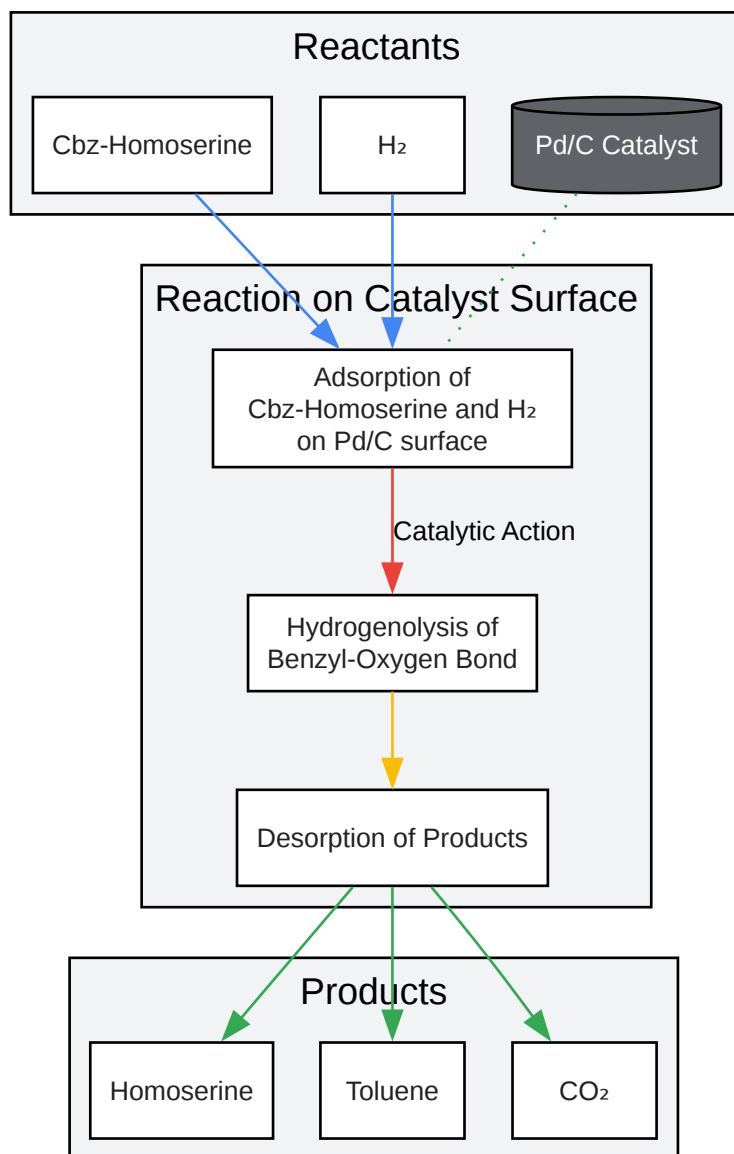 Reactants
Cbz-Homoserine
H₂
Pd/C Catalyst
Reaction on Catalyst Surface
Adsorption of
Cbz-Homoserine and H₂
on Pd/C surface
Catalytic Action
Hydrogenolysis of
Benzyl-Oxygen Bond
Desorption of Products
Products
Homoserine
Toluene
CO₂